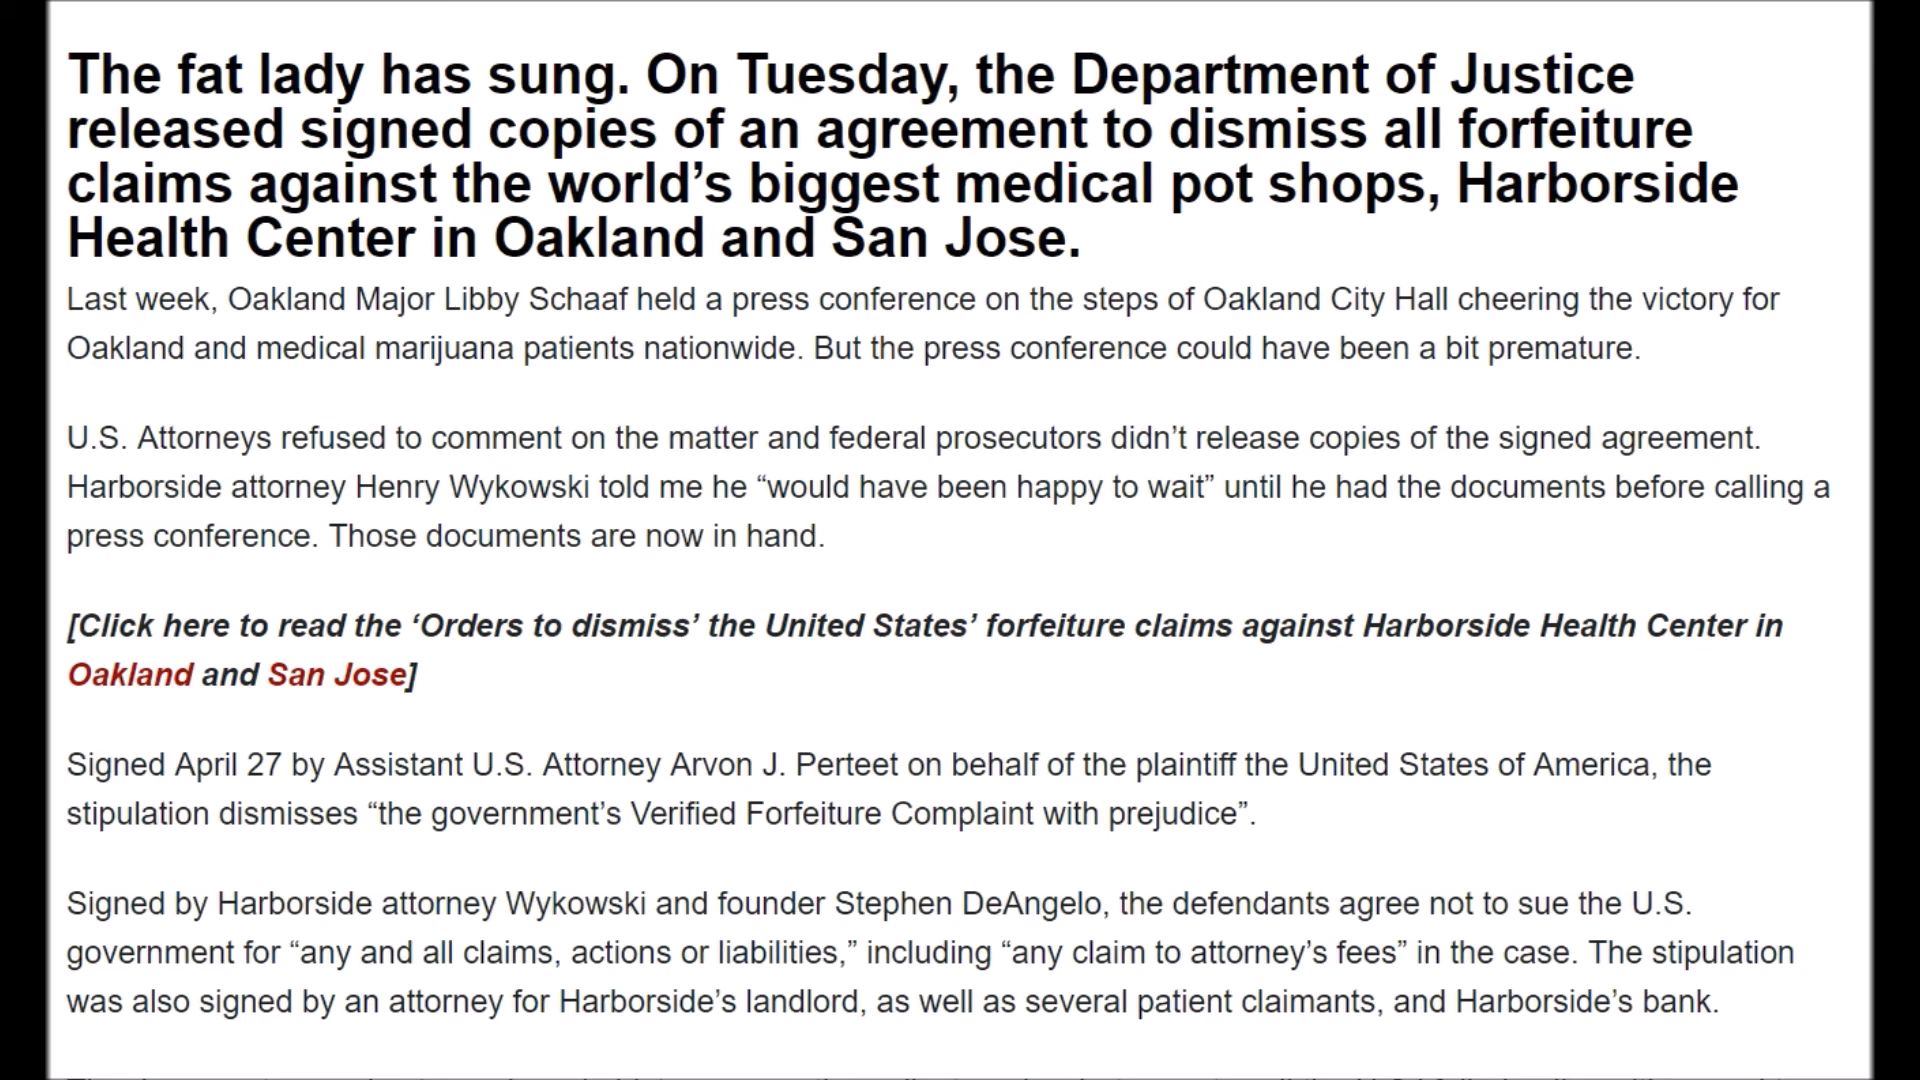 The fat lady has sung. On Tuesday, the Department of Justice
released signed copies of an agreement to dismiss all forfeiture
claims against the world’s biggest medical pot shops, Harborside
Health Center in Oakland and San Jose.
Last week, Oakland Major Libby Schaaf held a press conference on the steps of Oakland City Hall cheering the victory for
Oakland and medical marijuana patients nationwide. But the press conference could have been a bit premature.
U.S. Attorneys refused to comment on the matter and federal prosecutors didn’t release copies of the signed agreement.
Harborside attorney Henry Wykowski told me he “would have been happy to wait” until he had the documents before calling a
press conference. Those documents are now in hand.
[Click here to read the ‘Orders to dismiss’ the United States’ forfeiture claims against Harborside Health Center in
Oakland and San Jose]
Signed April 27 by Assistant U.S. Attorney Arvon J. Perteet on behalf of the plaintiff the United States of America, the
stipulation dismisses “the government’s Verified Forfeiture Complaint with prejudice”.
Signed by Harborside attorney Wykowski and founder Stephen DeAngelo, the defendants agree not to sue the U.S.
government for “any and all claims, actions or liabilities,” including “any claim to attorney’s fees” in the case. The stipulation
was also signed by an attorney for Harborside’s landlord, as well as several patient claimants, and Harborside’s bank.